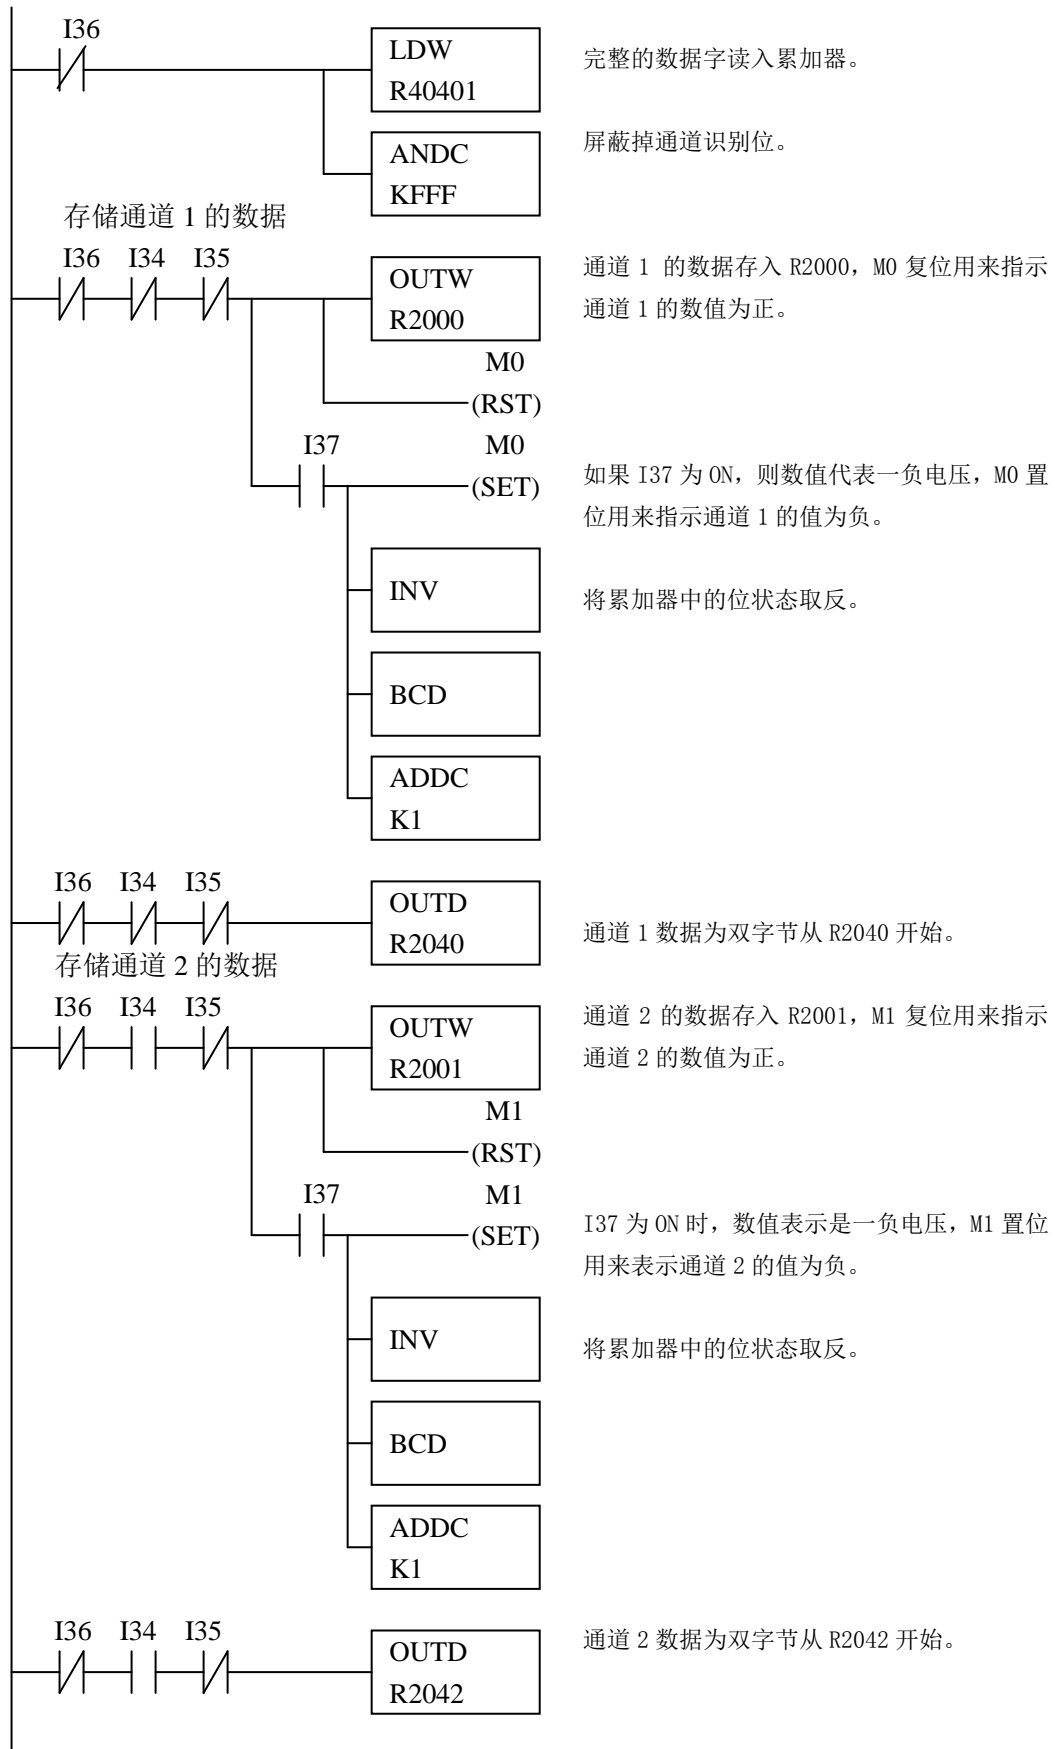 I36
LDW
R40401
完整的数据字读入累加器。
ANDC
KFFF
屏蔽掉通道识别位。
存储通道 1 的数据
I36 I34 I35
OUTW
R2000
通道 1 的数据存入 R2000，M0 复位用来指示
通道 1 的数值为正。
M0
(RST)
I37
M0
(SET)
如果 I37 为 ON，则数值代表一负电压，M0 置
位用来指示通道 1 的值为负。
INV
将累加器中的位状态取反。
BCD
ADDC
K1
I36 I34 I35
OUTD
R2040
通道 1 数据为双字节从 R2040 开始。
存储通道 2 的数据
I36 I34 I35
OUTW
R2001
通道 2 的数据存入 R2001，M1 复位用来指示
通道 2 的数值为正。
M1
(RST)
I37
M1
(SET)
I37 为 ON 时，数值表示是一负电压，M1 置位
用来表示通道 2 的值为负。
INV
将累加器中的位状态取反。
BCD
ADDC
K1
I36 I34 I35
OUTD
R2042
通道 2 数据为双字节从 R2042 开始。